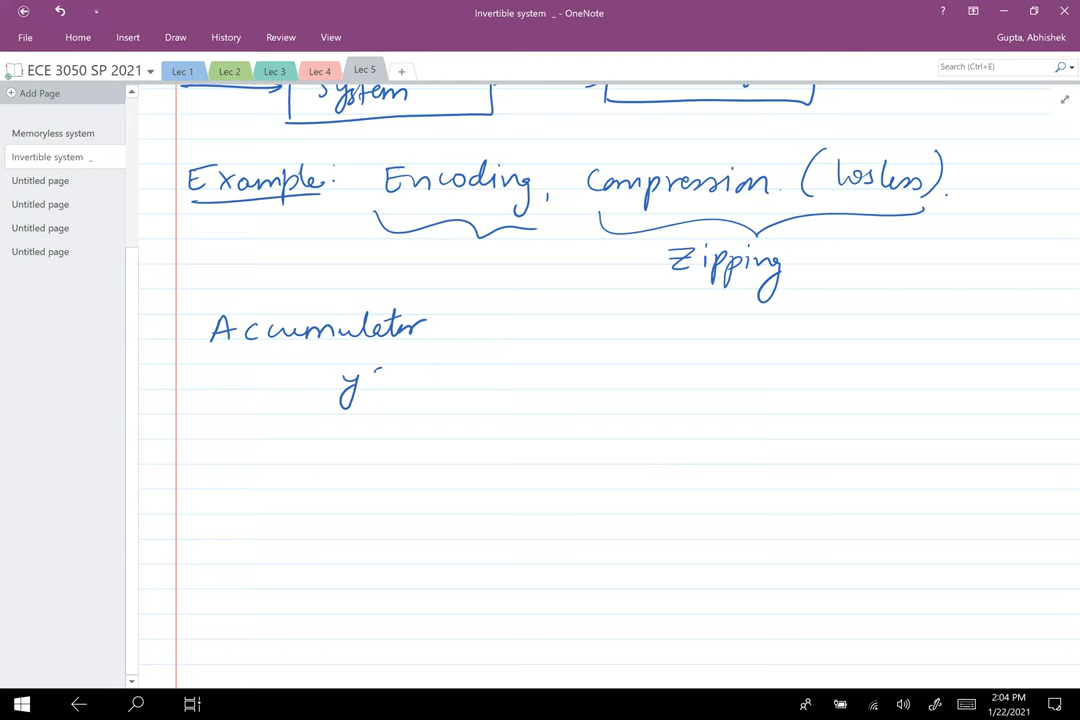 Invertible system _ - OneNote
?
File Home Insert Draw History Review View Gupta, Abhishek
ECE 3050 SP 2021 Lec 1 Lec 2 Lec 3 Lec 4 Lec 5 + Search (Ctrl+E)
Add Page
Memoryless system
Invertible system _
Untitled page
Untitled page
Untitled page
Untitled page
System
Example: Encoding, Compression (lossless).
Zipping
Accumulator
y
2:04 PM
1/22/2021